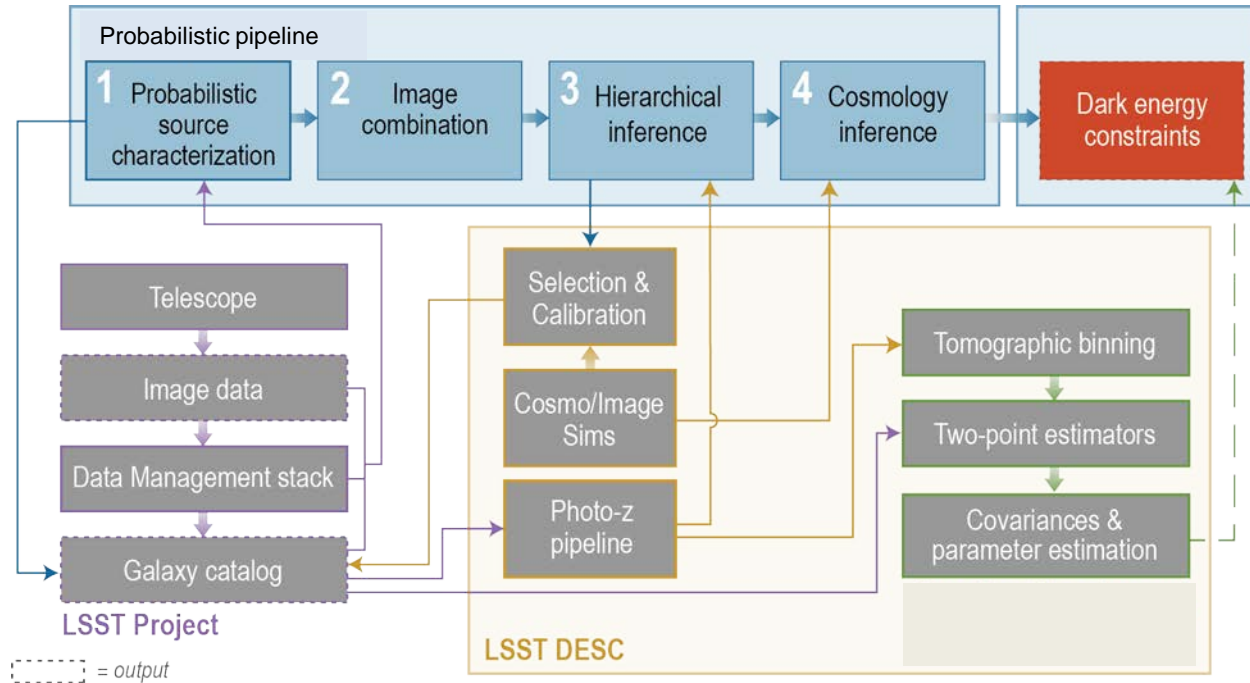 Probabilistic pipeline
1
Probabilistic
source
characterization
2
Image
combination
3
Hierarchical
inference
4
Cosmology
inference
Dark energy
constraints
Telescope
Image data
Data Management stack
Galaxy catalog
LSST Project
Selection &
Calibration
Cosmo/Image
Sims
Photo-z
pipeline
Tomographic binning
Two-point estimators
Covariances &
parameter estimation
LSST DESC
= output